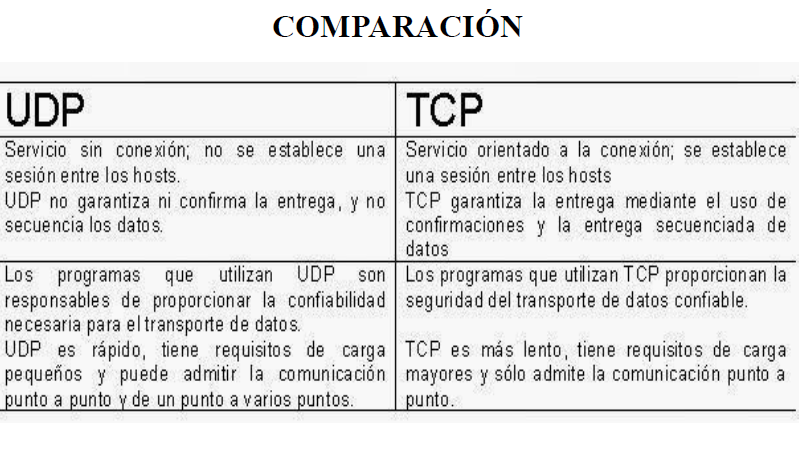 COMPARACIÓN
UDP
Servicio sin conexión; no se establece una
sesión entre los hosts.
UDP no garantiza ni confirma la entrega, y no
secuencia los datos.
Los programas que utilizan UDP son
responsables de proporcionar la confiabilidad
necesaria para el transporte de datos.
UDP es rápido, tiene requisitos de carga
pequeños y puede admitir la comunicación
punto a punto y de un punto a varios puntos.
TCP
Servicio orientado a la conexión; se establece
una sesión entre los hosts
TCP garantiza la entrega mediante el uso de
confirmaciones y la entrega secuenciada de
datos
Los programas que utilizan TCP proporcionan la
seguridad del transporte de datos confiable.
TCP es más lento, tiene requisitos de carga
mayores y sólo admite la comunicación punto a
punto.